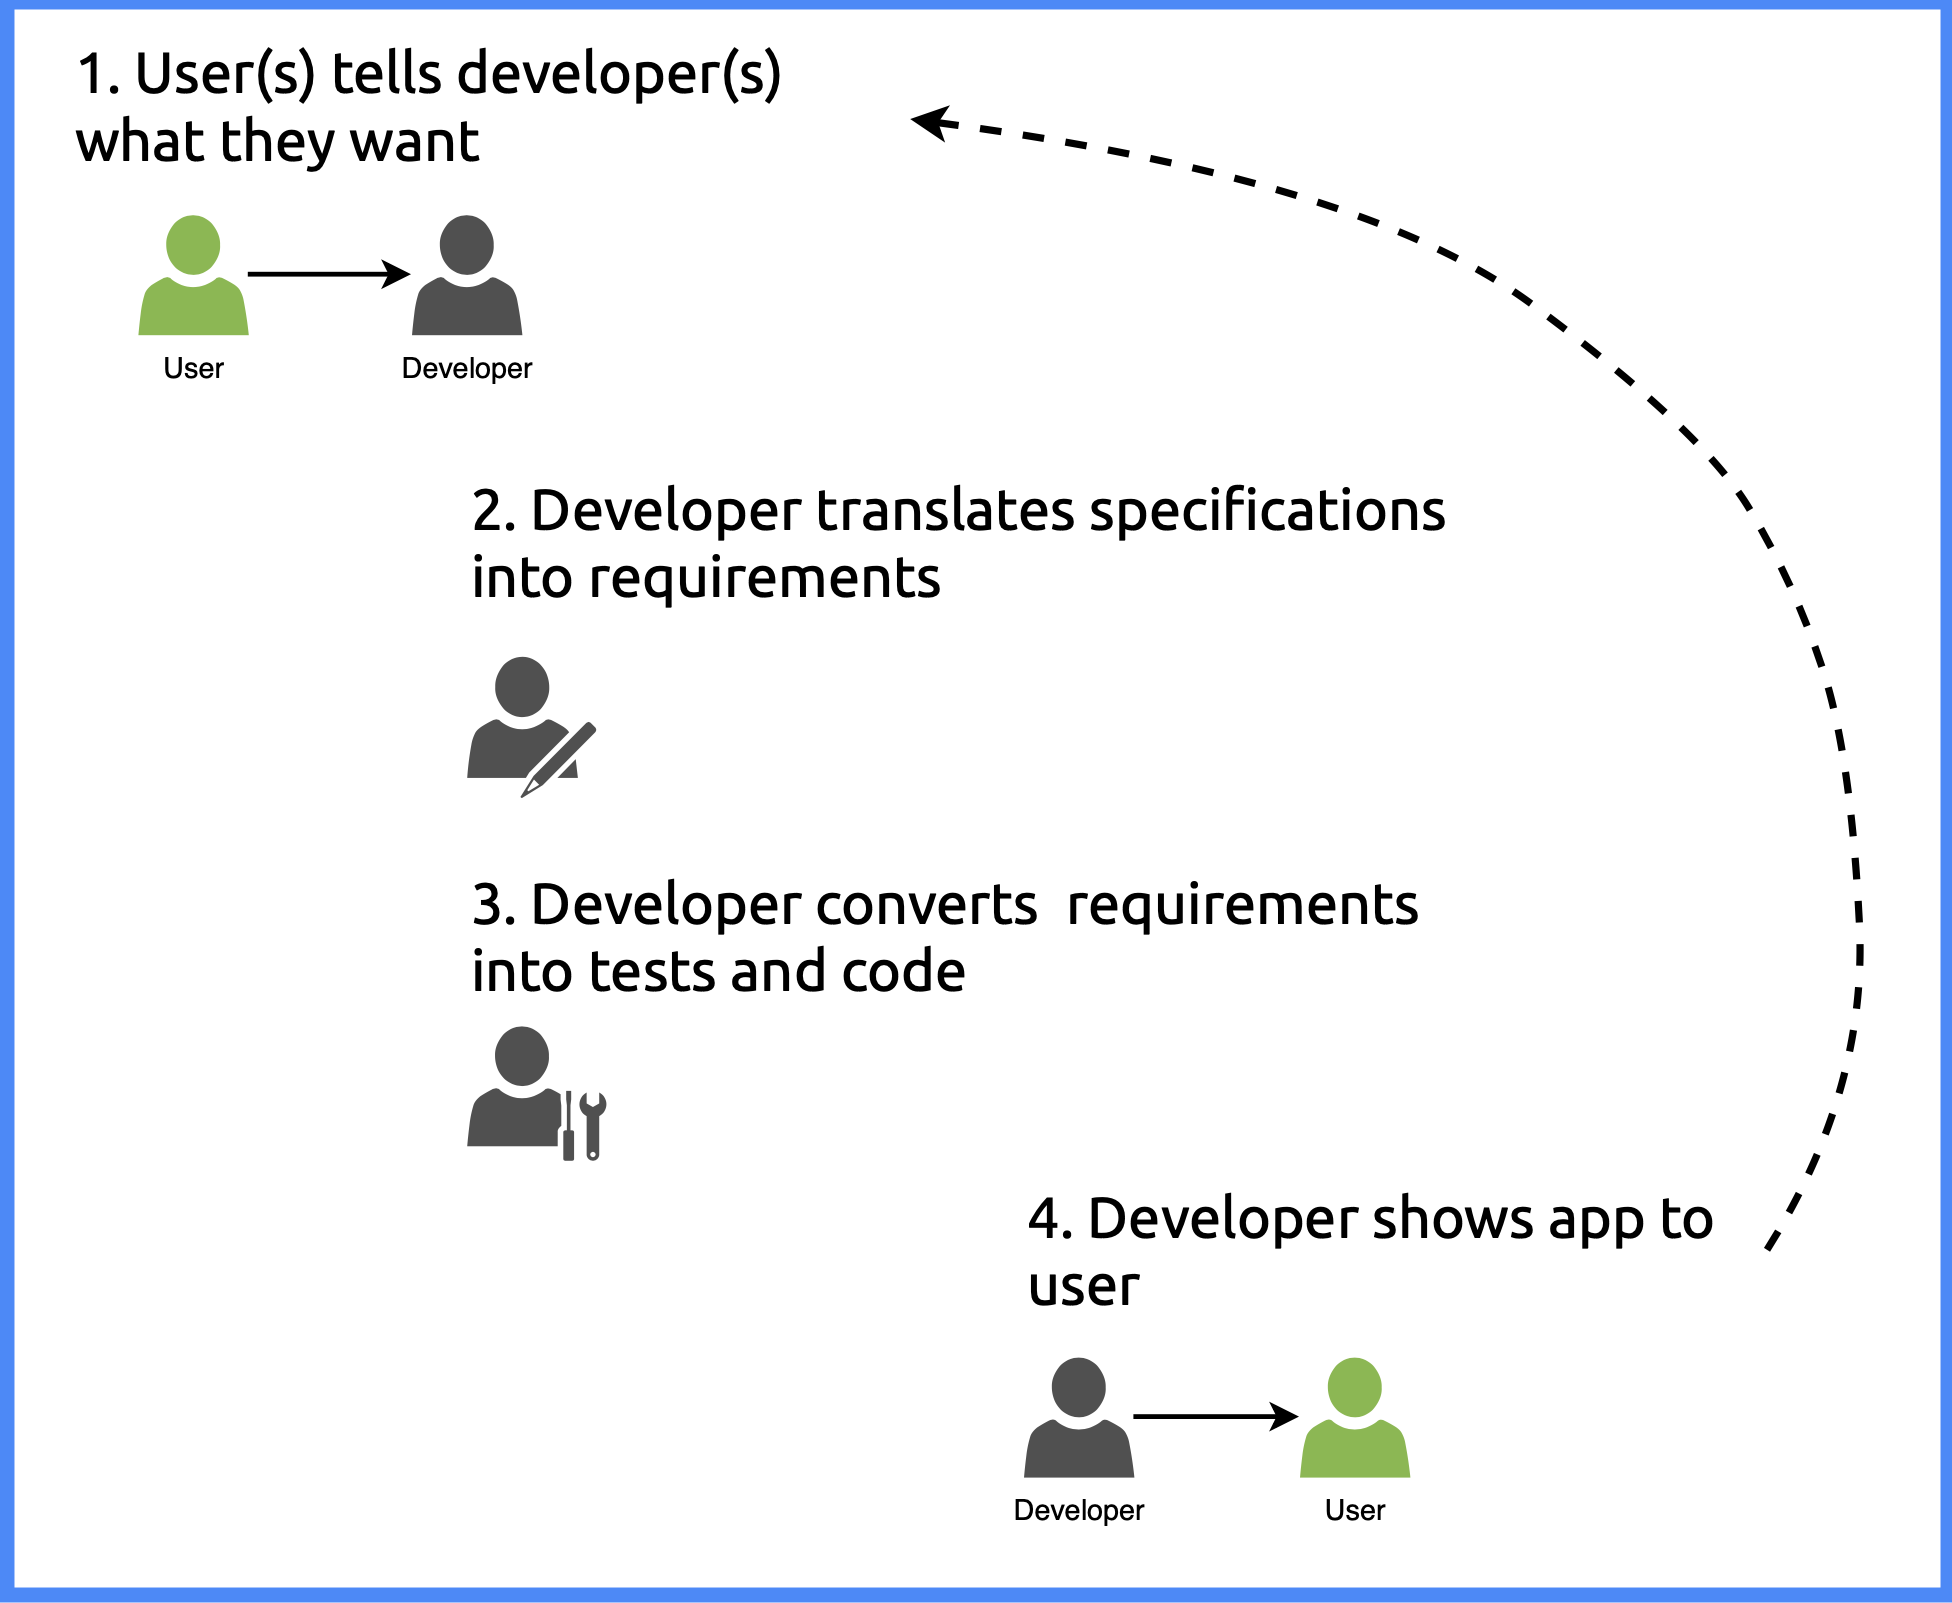 1. User(s) tells developer(s)
what they want
User
Developer
2. Developer translates specifications
into requirements
3. Developer converts  requirements
into tests and code
4. Developer shows app to
user
Developer
User